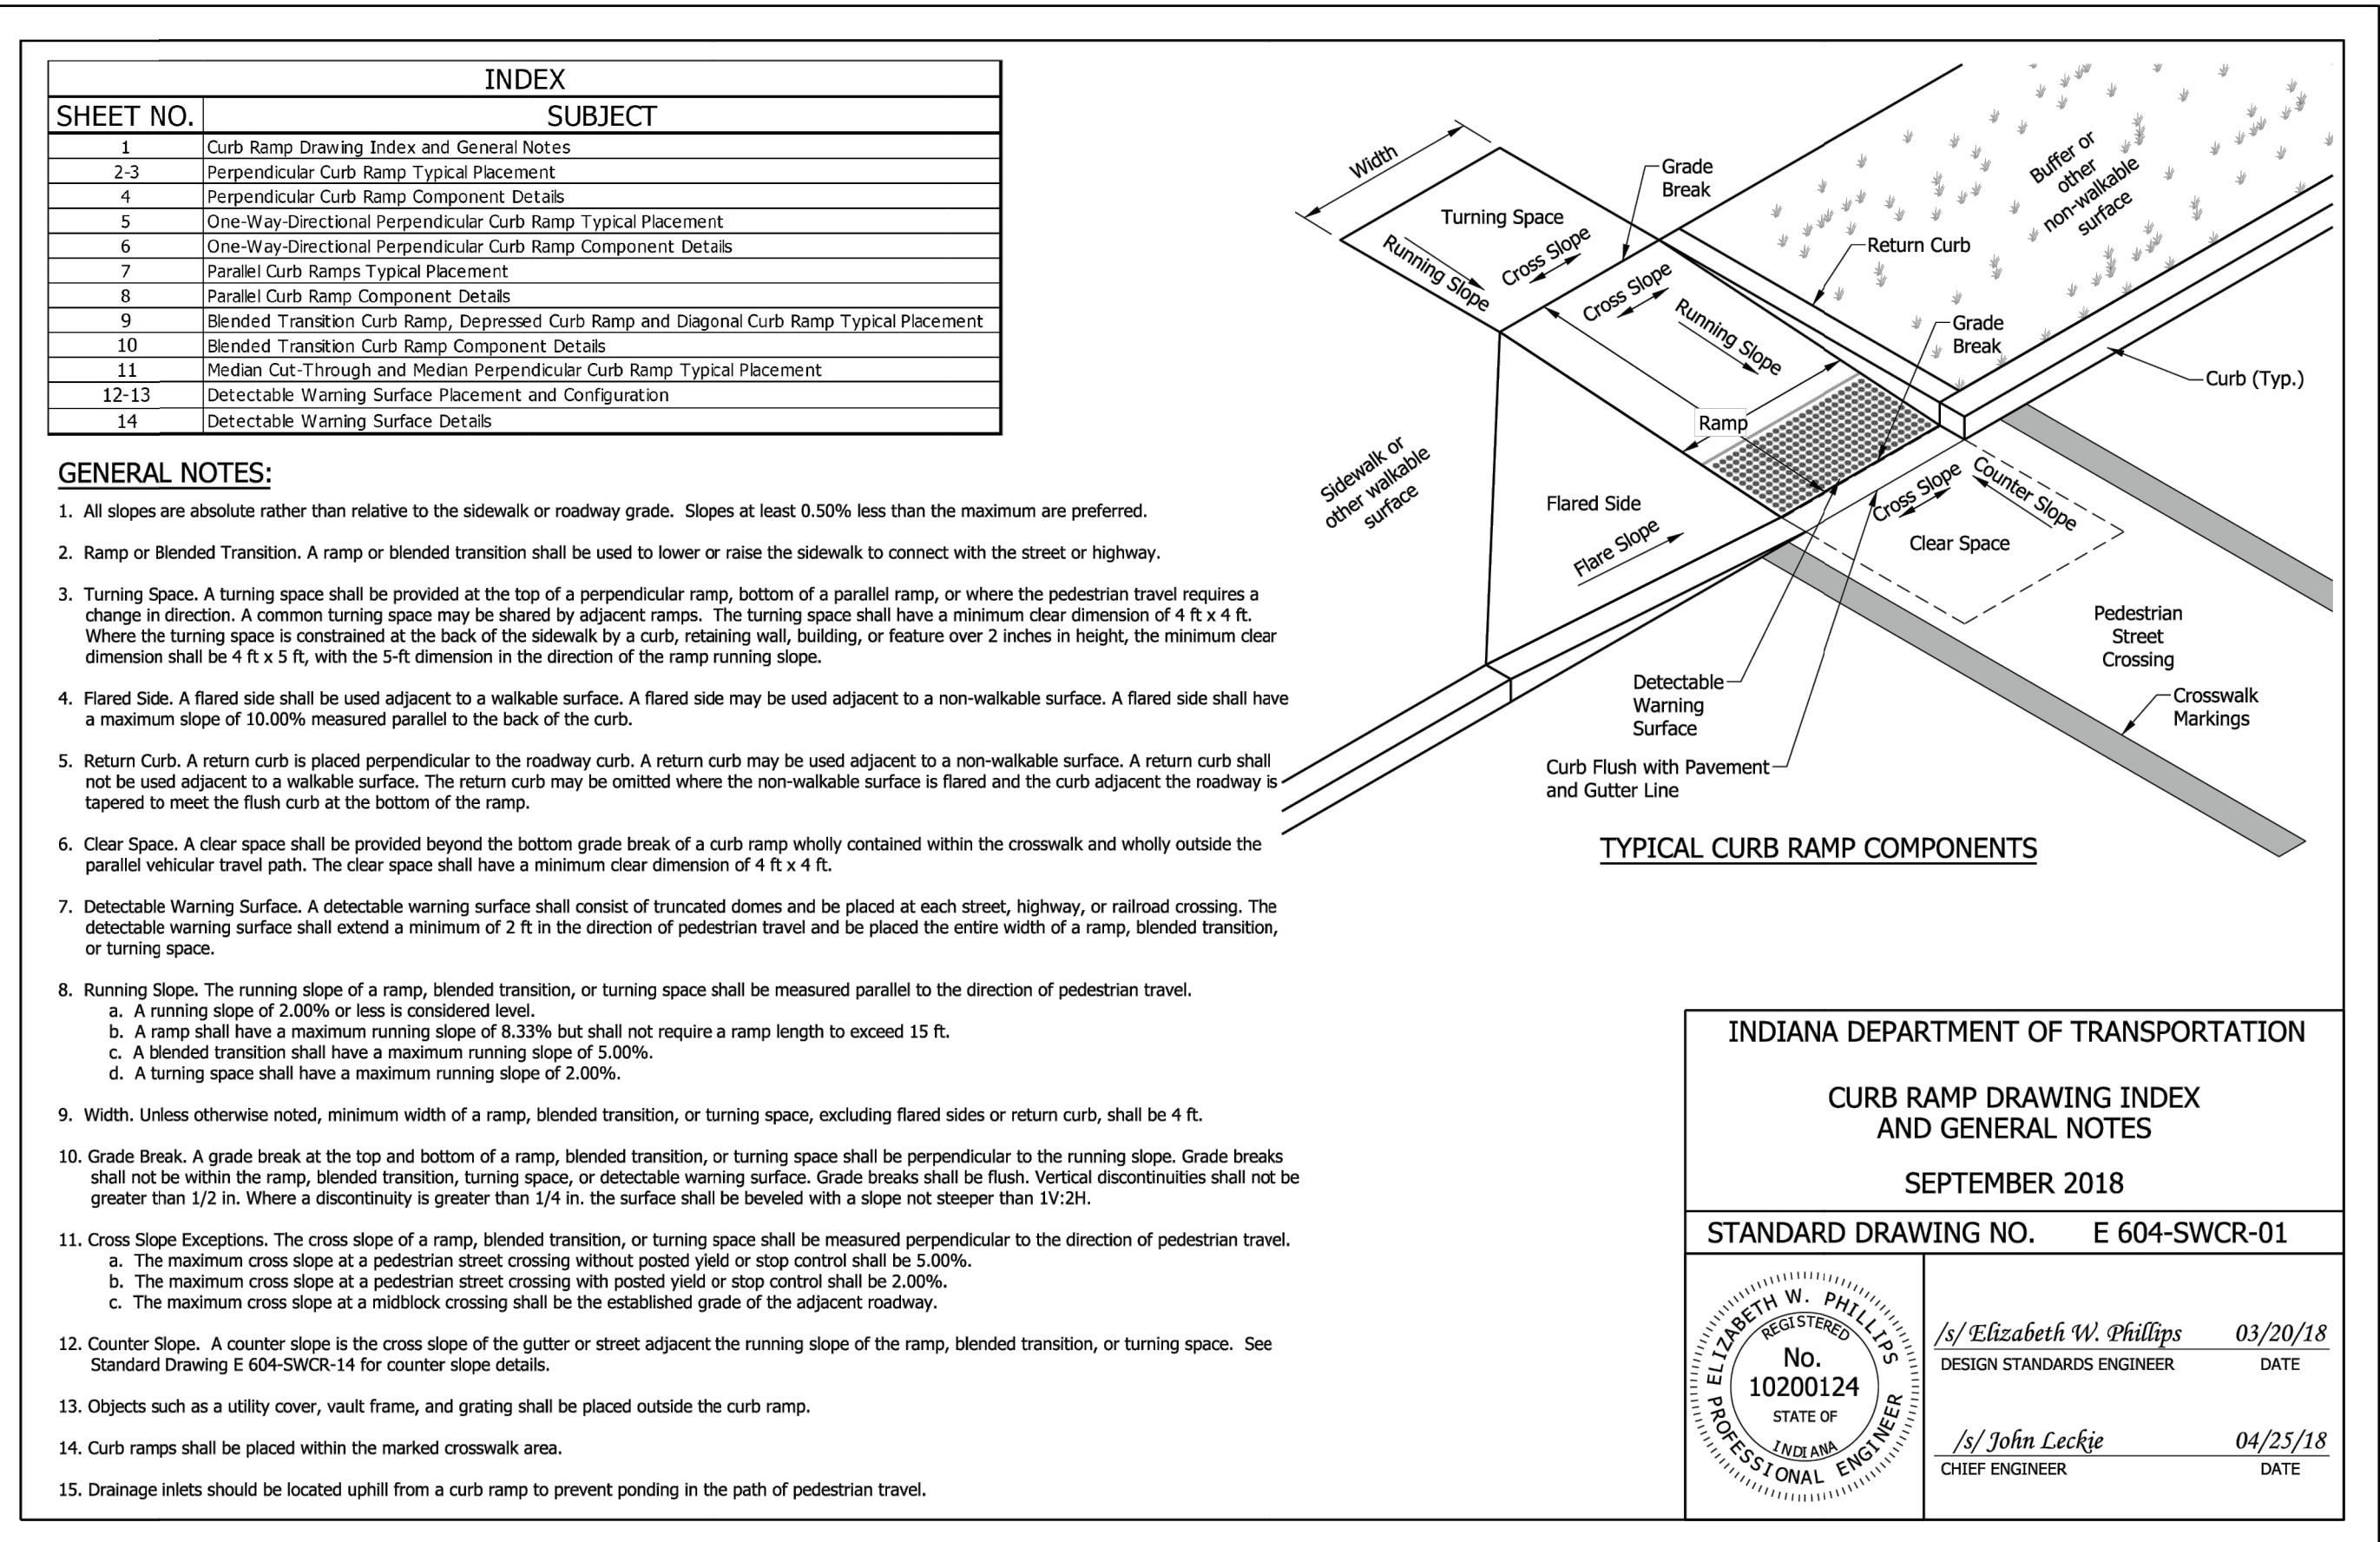 INDEX
SHEET NO. SUBJECT
1 Curb Ramp Drawing Index and General Notes
2-3 Perpendicular Curb Ramp Typical Placement
4 Perpendicular Curb Ramp Component Details
5 One-Way-Directional Perpendicular Curb Ramp Typical Placement
6 One-Way-Directional Perpendicular Curb Ramp Component Details
7 Parallel Curb Ramps Typical Placement
8 Parallel Curb Ramp Component Details
9 Blended Transition Curb Ramp, Depressed Curb Ramp and Diagonal Curb Ramp Typical Placement
10 Blended Transition Curb Ramp Component Details
11 Median Cut-Through and Median Perpendicular Curb Ramp Typical Placement
12-13 Detectable Warning Surface Placement and Configuration
14 Detectable Warning Surface Details
GENERAL NOTES:
1. All slopes are absolute rather than relative to the sidewalk or roadway grade. Slopes at least 0.50% less than the maximum are preferred.
2. Ramp or Blended Transition. A ramp or blended transition shall be used to lower or raise the sidewalk to connect with the street or highway.
3. Turning Space. A turning space shall be provided at the top of a perpendicular ramp, bottom of a parallel ramp, or where the pedestrian travel requires a
change in direction. A common turning space may be shared by adjacent ramps. The turning space shall have a minimum clear dimension of 4 ft x 4 ft.
Where the turning space is constrained at the back of the sidewalk by a curb, retaining wall, building, or feature over 2 inches in height, the minimum clear
dimension shall be 4 ft x 5 ft, with the 5-ft dimension in the direction of the ramp running slope.
4. Flared Side. A flared side shall be used adjacent to a walkable surface. A flared side may be used adjacent to a non-walkable surface. A flared side shall have
a maximum slope of 10.00% measured parallel to the back of the curb.
5. Return Curb. A return curb is placed perpendicular to the roadway curb. A return curb may be used adjacent to a non-walkable surface. A return curb shall
not be used adjacent to a walkable surface. The return curb may be omitted where the non-walkable surface is flared and the curb adjacent the roadway is
tapered to meet the flush curb at the bottom of the ramp.
6. Clear Space. A clear space shall be provided beyond the bottom grade break of a curb ramp wholly contained within the crosswalk and wholly outside the
parallel vehicular travel path. The clear space shall have a minimum clear dimension of 4 ft x 4 ft.
7. Detectable Warning Surface. A detectable warning surface shall consist of truncated domes and be placed at each street, highway, or railroad crossing. The
detectable warning surface shall extend a minimum of 2 ft in the direction of pedestrian travel and be placed the entire width of a ramp, blended transition,
or turning space.
8. Running Slope. The running slope of a ramp, blended transition, or turning space shall be measured parallel to the direction of pedestrian travel.
a. A running slope of 2.00% or less is considered level.
b. A ramp shall have a maximum running slope of 8.33% but shall not require a ramp length to exceed 15 ft.
c. A blended transition shall have a maximum running slope of 5.00%.
d. A turning space shall have a maximum running slope of 2.00%.
9. Width. Unless otherwise noted, minimum width of a ramp, blended transition, or turning space, excluding flared sides or return curb, shall be 4 ft.
10. Grade Break. A grade break at the top and bottom of a ramp, blended transition, or turning space shall be perpendicular to the running slope. Grade breaks
shall not be within the ramp, blended transition, turning space, or detectable warning surface. Grade breaks shall be flush. Vertical discontinuities shall not be
greater than 1/2 in. Where a discontinuity is greater than 1/4 in. the surface shall be beveled with a slope not steeper than 1V:2H.
11. Cross Slope Exceptions. The cross slope of a ramp, blended transition, or turning space shall be measured perpendicular to the direction of pedestrian travel.
a. The maximum cross slope at a pedestrian street crossing without posted yield or stop control shall be 5.00%.
b. The maximum cross slope at a pedestrian street crossing with posted yield or stop control shall be 2.00%.
c. The maximum cross slope at a midblock crossing shall be the established grade of the adjacent roadway.
12. Counter Slope. A counter slope is the cross slope of the gutter or street adjacent the running slope of the ramp, blended transition, or turning space. See
Standard Drawing E 604-SWCR-14 for counter slope details.
13. Objects such as a utility cover, vault frame, and grating shall be placed outside the curb ramp.
14. Curb ramps shall be placed within the marked crosswalk area.
15. Drainage inlets should be located uphill from a curb ramp to prevent ponding in the path of pedestrian travel.
Width
Turning Space
Running Slope
Cross Slope
Grade
Break
Buffer or
other
non-walkable
surface
Return Curb
Cross Slope
Running Slope
Grade
Break
Curb (Typ.)
Ramp
Sidewalk or
other walkable
surface
Flared Side
Flare Slope
Cross Slope
Counter Slope
Clear Space
Pedestrian
Street
Crossing
Detectable
Warning
Surface
Crosswalk
Markings
Curb Flush with Pavement
and Gutter Line
TYPICAL CURB RAMP COMPONENTS
INDIANA DEPARTMENT OF TRANSPORTATION
CURB RAMP DRAWING INDEX
AND GENERAL NOTES
SEPTEMBER 2018
STANDARD DRAWING NO. E 604-SWCR-01
ELIZABETH W. PHILLIPS
REGISTERED
No.
10200124
STATE OF
INDIANA
PROFESSIONAL ENGINEER
/s/ Elizabeth W. Phillips 03/20/18
DESIGN STANDARDS ENGINEER DATE
/s/ John Leckie 04/25/18
CHIEF ENGINEER DATE